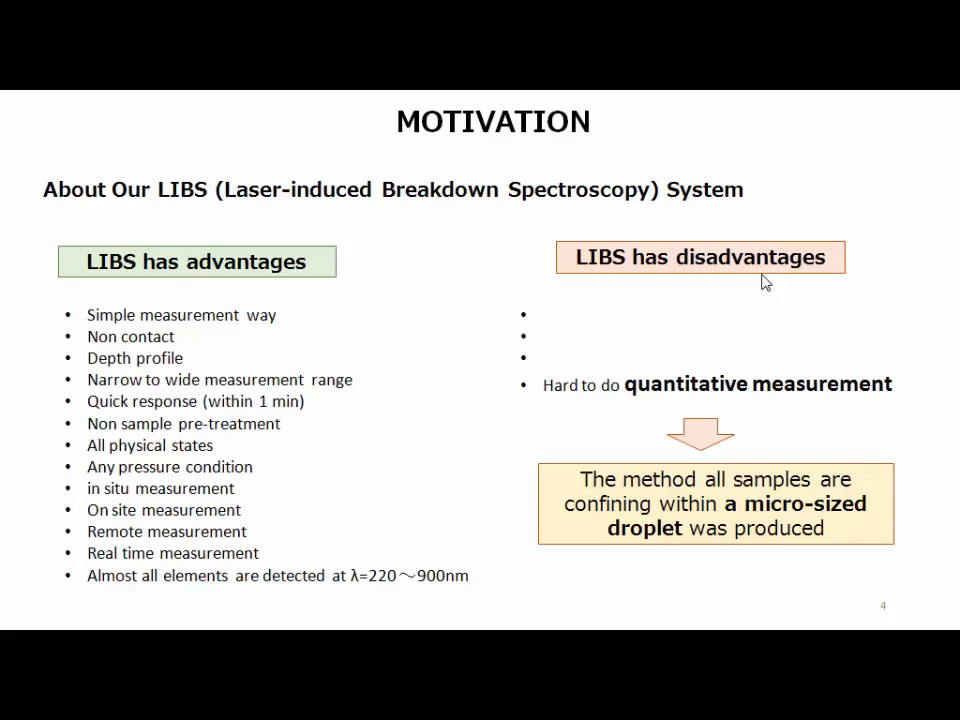 MOTIVATION
About Our LIBS (Laser-induced Breakdown Spectroscopy) System
LIBS has advantages
• Simple measurement way
• Non contact
• Depth profile
• Narrow to wide measurement range
• Quick response (within 1 min)
• Non sample pre-treatment
• All physical states
• Any pressure condition
• in situ measurement
• On site measurement
• Remote measurement
• Real time measurement
• Almost all elements are detected at λ=220～900nm
LIBS has disadvantages
•
•
•
• Hard to do quantitative measurement
The method all samples are
confining within a micro-sized
droplet was produced
4